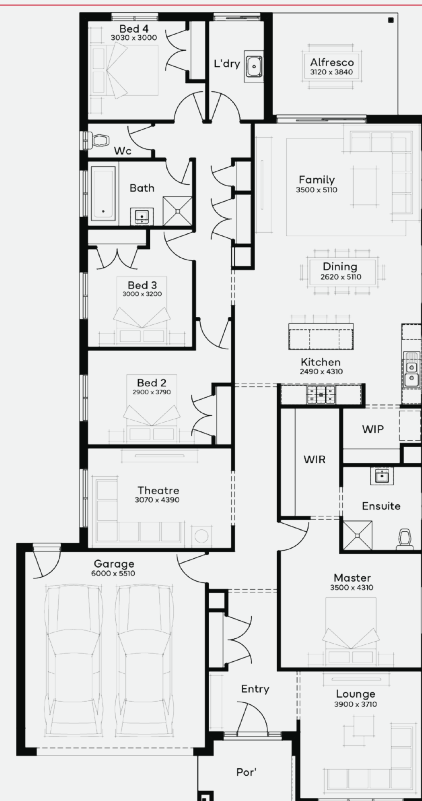 Bed 4
3030 x 3000
L'dry
Alfresco
3120 x 3840
Wc
Bath
Family
3500 x 5110
Dining
2620 x 5110
Bed 3
3000 x 3200
Kitchen
2490 x 4310
Bed 2
2900 x 3790
WIP
WIR
Theatre
3070 x 4390
Ensuite
Garage
6000 x 5510
Master
3500 x 4310
Entry
Lounge
3900 x 3710
Por'